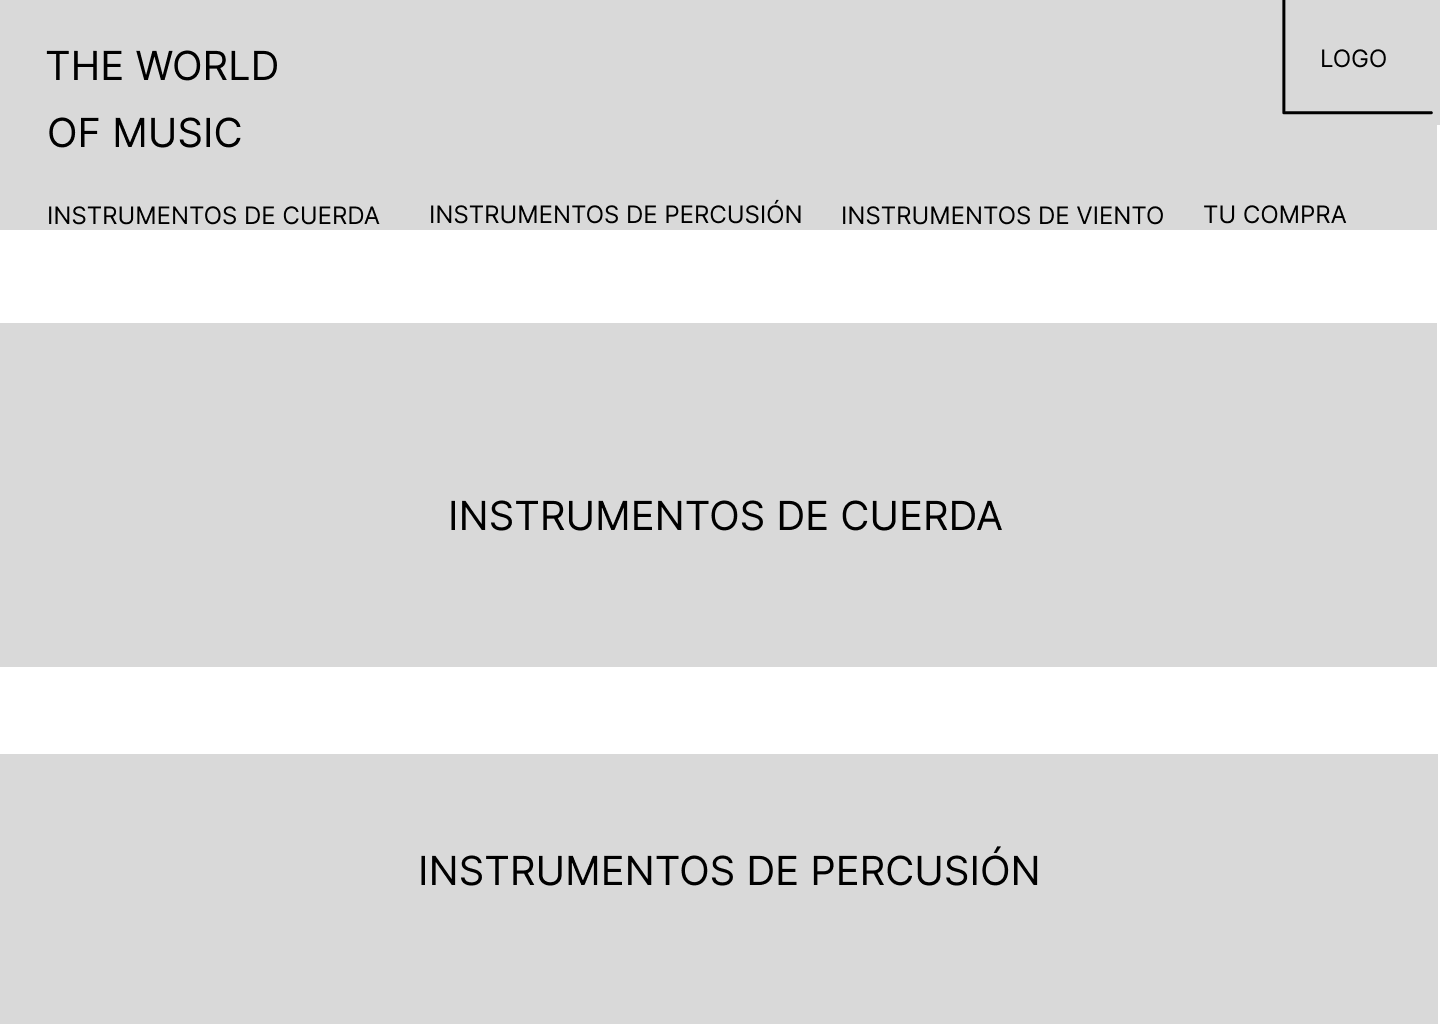 THE WORLD
OF MUSIC
LOGO
INSTRUMENTOS DE CUERDA
INSTRUMENTOS DE PERCUSIÓN
INSTRUMENTOS DE VIENTO
TU COMPRA
INSTRUMENTOS DE CUERDA
INSTRUMENTOS DE PERCUSIÓN